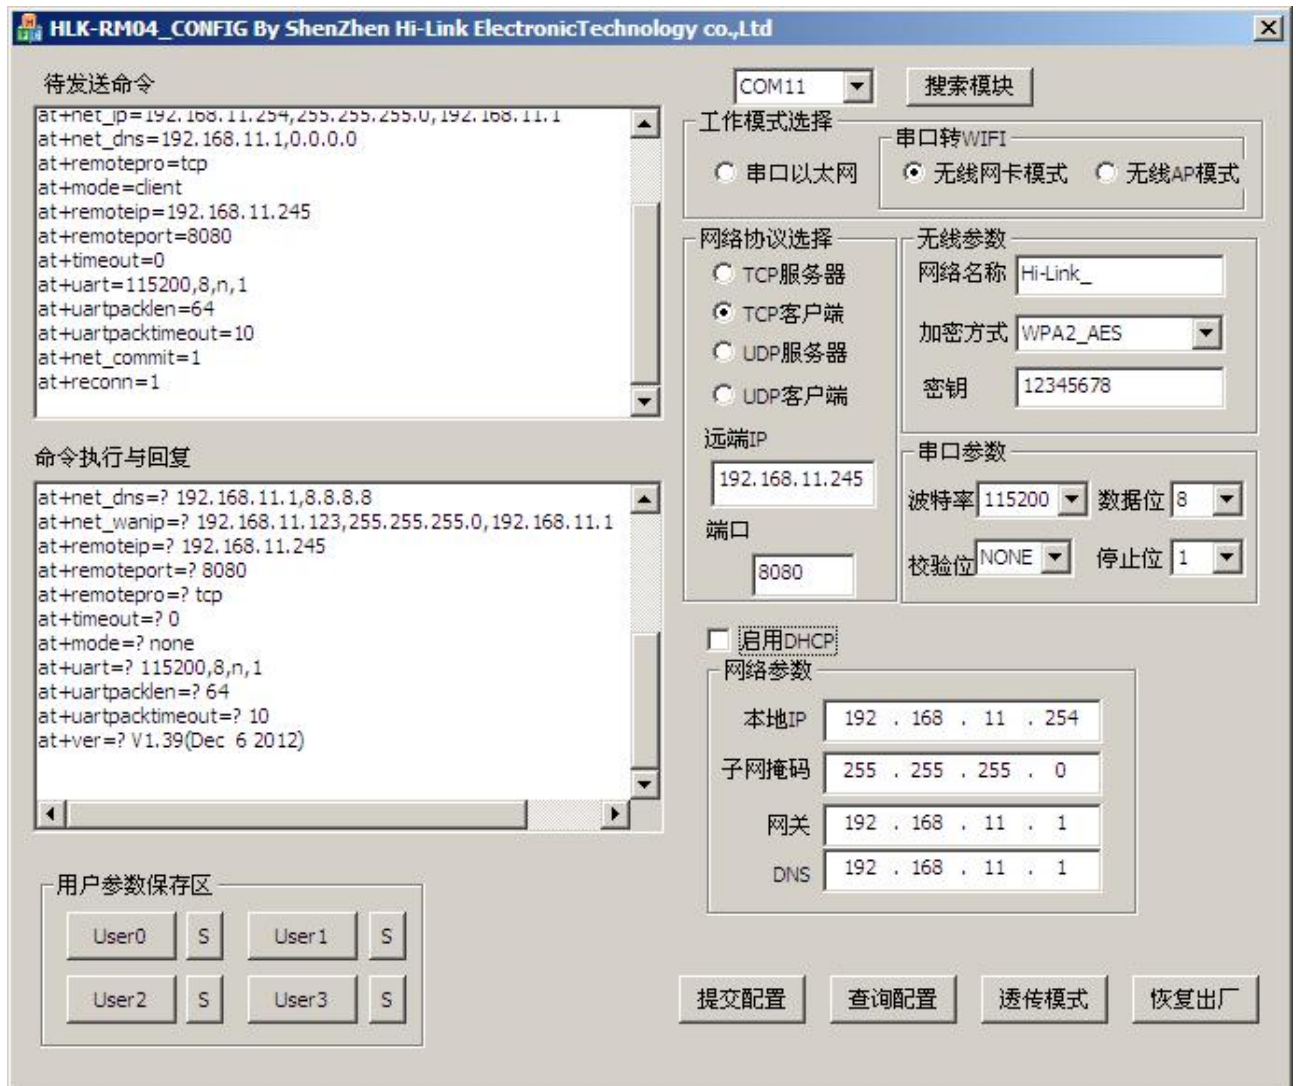 HLK-RM04_CONFIG By ShenZhen Hi-Link ElectronicTechnology co.,Ltd
待发送命令
at+net_ip=192.168.11.254,255.255.255.0,192.168.11.1
at+net_dns=192.168.11.1,0.0.0.0
at+remotepro=tcp
at+mode=client
at+remoteip=192.168.11.245
at+remoteport=8080
at+timeout=0
at+uart=115200,8,n,1
at+uartpacklen=64
at+uartpacktimeout=10
at+net_commit=1
at+reconn=1
命令执行与回复
at+net_dns=? 192.168.11.1,8.8.8.8
at+net_wanip=? 192.168.11.123,255.255.255.0,192.168.11.1
at+remoteip=? 192.168.11.245
at+remoteport=? 8080
at+remotepro=? tcp
at+timeout=? 0
at+mode=? none
at+uart=? 115200,8,n,1
at+uartpacklen=? 64
at+uartpacktimeout=? 10
at+ver=? V1.39(Dec  6 2012)
用户参数保存区
User0 S User1 S
User2 S User3 S
COM11 搜索模块
工作模式选择
串口转WIFI
串口以太网 无线网卡模式 无线AP模式
网络协议选择
TCP服务器
TCP客户端
UDP服务器
UDP客户端
远端IP
192.168.11.245
端口
8080
无线参数
网络名称 Hi-Link_
加密方式 WPA2_AES
密钥 12345678
串口参数
波特率 115200 数据位 8
校验位 NONE 停止位 1
启用DHCP
网络参数
本地IP 192 . 168 . 11 . 254
子网掩码 255 . 255 . 255 . 0
网关 192 . 168 . 11 . 1
DNS 192 . 168 . 11 . 1
提交配置 查询配置 透传模式 恢复出厂